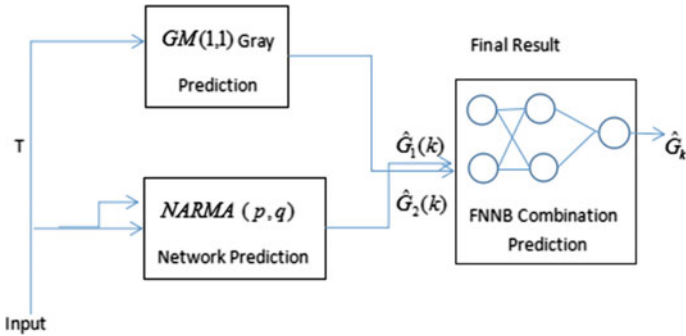 GM(1,1) Gray
Prediction
Final Result
T
Ĝ₁(k)
Ĝ₂(k)
Ĝₖ
NARMA (p,q)
Network Prediction
FNNB Combination
Prediction
Input